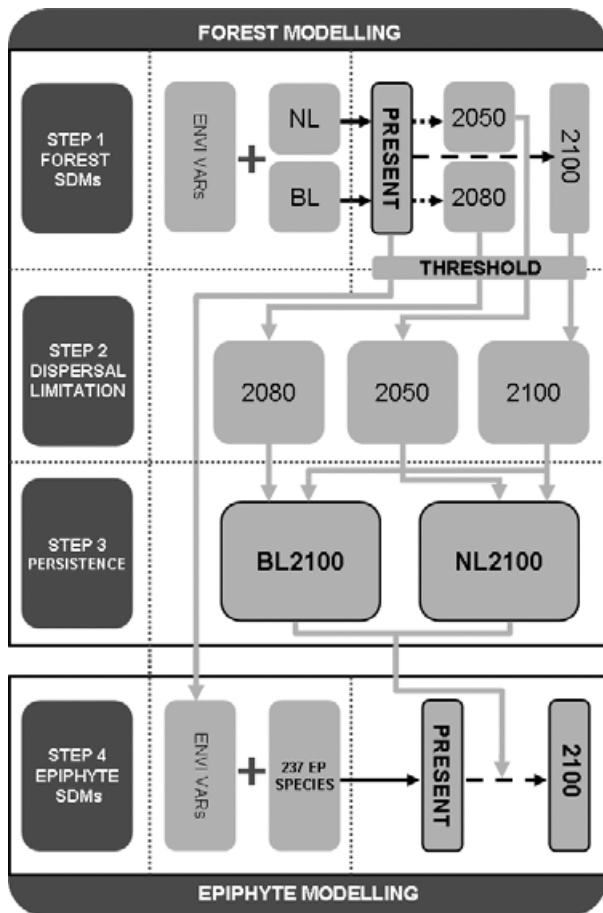 FOREST MODELLING
STEP 1
FOREST
SDMs
ENVI VARs
+
NL
BL
PRESENT
2050
2080
2100
THRESHOLD
STEP 2
DISPERSAL
LIMITATION
2080
2050
2100
STEP 3
PERSISTENCE
BL2100
NL2100
STEP 4
EPIPHYTE
SDMs
ENVI VARs
+
237 EP
SPECIES
PRESENT
2100
EPIPHYTE MODELLING